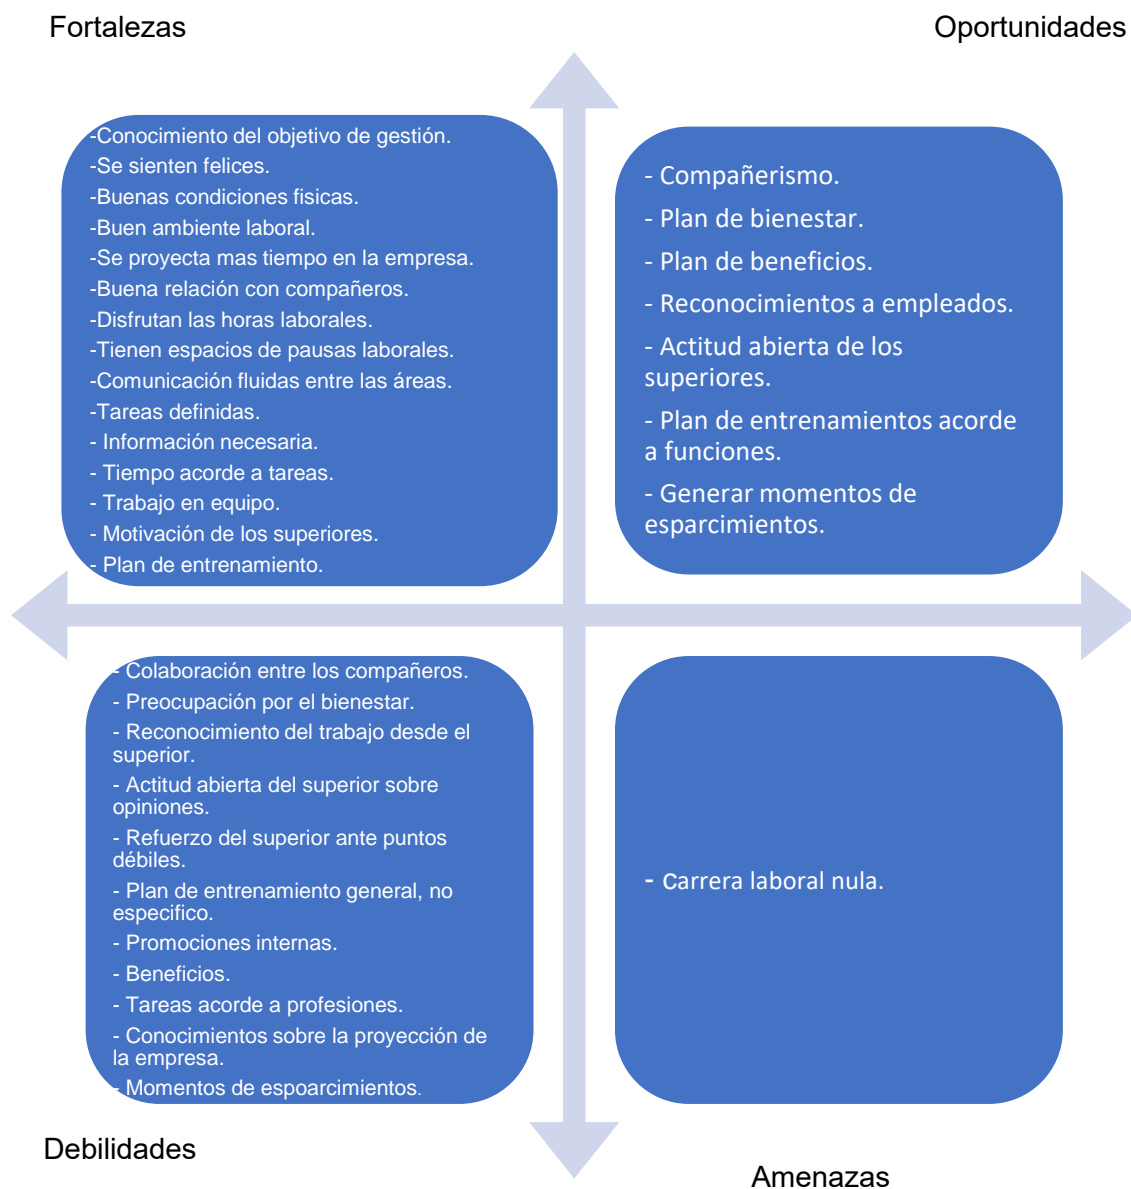 Fortalezas
Oportunidades
-Conocimiento del objetivo de gestión.
-Se sienten felices.
-Buenas condiciones fisicas.
-Buen ambiente laboral.
-Se proyecta mas tiempo en la empresa.
-Buena relación con compañeros.
-Disfrutan las horas laborales.
-Tienen espacios de pausas laborales.
-Comunicación fluidas entre las áreas.
-Tareas definidas.
- Información necesaria.
- Tiempo acorde a tareas.
- Trabajo en equipo.
- Motivación de los superiores.
- Plan de entrenamiento.
- Compañerismo.
- Plan de bienestar.
- Plan de beneficios.
- Reconocimientos a empleados.
- Actitud abierta de los
superiores.
- Plan de entrenamientos acorde
a funciones.
- Generar momentos de
esparcimientos.
- Colaboración entre los compañeros.
- Preocupación por el bienestar.
- Reconocimiento del trabajo desde el
superior.
- Actitud abierta del superior sobre
opiniones.
- Refuerzo del superior ante puntos
débiles.
- Plan de entrenamiento general, no
especifico.
- Promociones internas.
- Beneficios.
- Tareas acorde a profesiones.
- Conocimientos sobre la proyección de
la empresa.
- Momentos de espoarcimientos.
- carrera laboral nula.
Debilidades
Amenazas